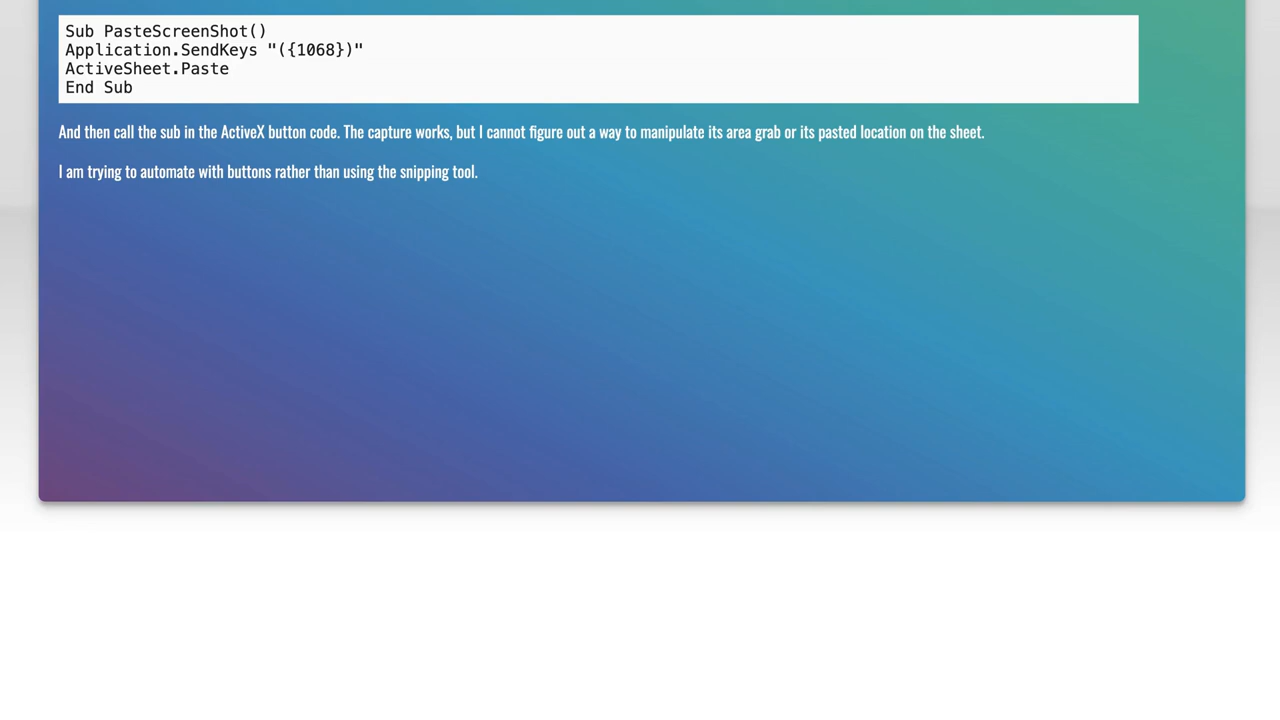 Sub PasteScreenShot()
Application.SendKeys "({1068})"
ActiveSheet.Paste
End Sub
And then call the sub in the ActiveX button code. The capture works, but I cannot figure out a way to manipulate its area grab or its pasted location on the sheet.
I am trying to automate with buttons rather than using the snipping tool.